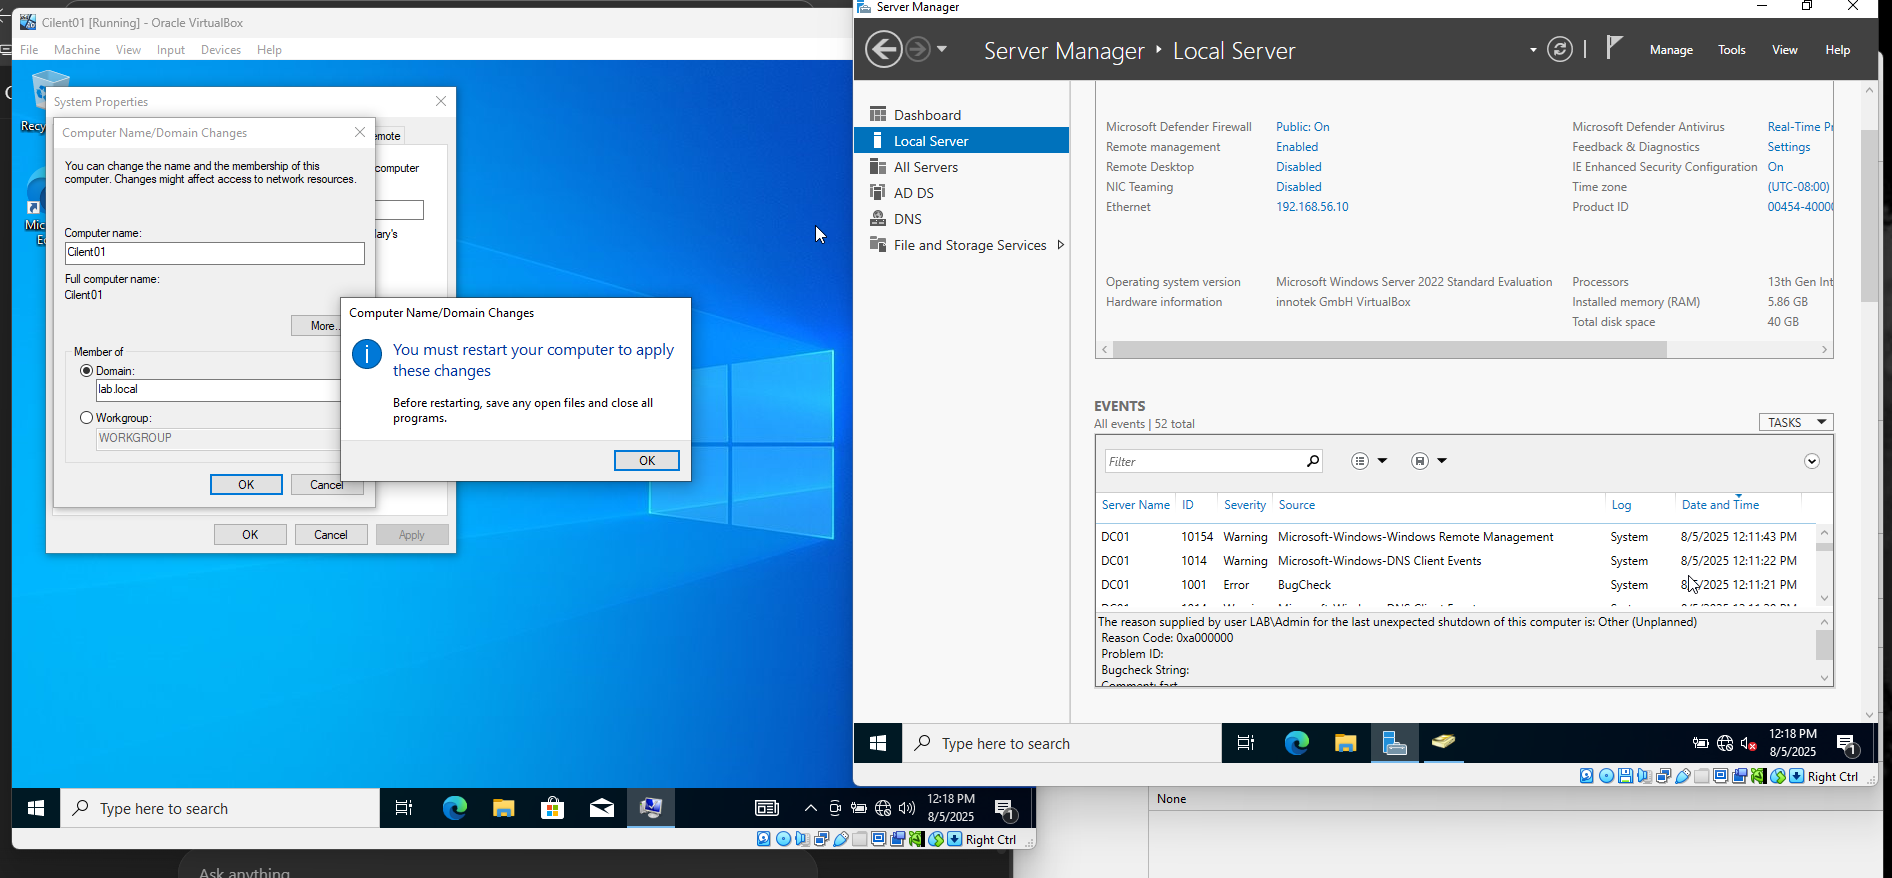 Cilent01 [Running] - Oracle VirtualBox
File Machine View Input Devices Help
System Properties
Computer Name/Domain Changes
emote
You can change the name and the membership of this
computer. Changes might affect access to network resources.
computer
Computer name:
Cilent01
lary's
Full computer name:
Cilent01
More..
Member of
Domain:
lab.local
Workgroup:
WORKGROUP
OK Cancel
OK Cancel Apply
Computer Name/Domain Changes
You must restart your computer to apply
these changes
Before restarting, save any open files and close all
programs.
OK
Recy
Mic
Ed
Type here to search
12:18 PM
8/5/2025
1
Right Ctrl
Ask anything
Server Manager
Server Manager Local Server
Manage Tools View Help
Dashboard
Local Server
All Servers
AD DS
DNS
File and Storage Services
Microsoft Defender Firewall Public: On
Remote management Enabled
Remote Desktop Disabled
NIC Teaming Disabled
Ethernet 192.168.56.10
Microsoft Defender Antivirus Real-Time Pr
Feedback & Diagnostics Settings
IE Enhanced Security Configuration On
Time zone (UTC-08:00)
Product ID 00454-40000
Operating system version Microsoft Windows Server 2022 Standard Evaluation
Hardware information innotek GmbH VirtualBox
Processors 13th Gen Int
Installed memory (RAM) 5.86 GB
Total disk space 40 GB
EVENTS
All events | 52 total
TASKS
Filter
Server Name ID Severity Source Log Date and Time
DC01 10154 Warning Microsoft-Windows-Windows Remote Management System 8/5/2025 12:11:43 PM
DC01 1014 Warning Microsoft-Windows-DNS Client Events System 8/5/2025 12:11:22 PM
DC01 1001 Error BugCheck System 8/5/2025 12:11:21 PM
The reason supplied by user LAB\Admin for the last unexpected shutdown of this computer is: Other (Unplanned)
Reason Code: 0xa000000
Problem ID:
Bugcheck String:
Comment: fart
Type here to search
12:18 PM
8/5/2025
1
Right Ctrl
None